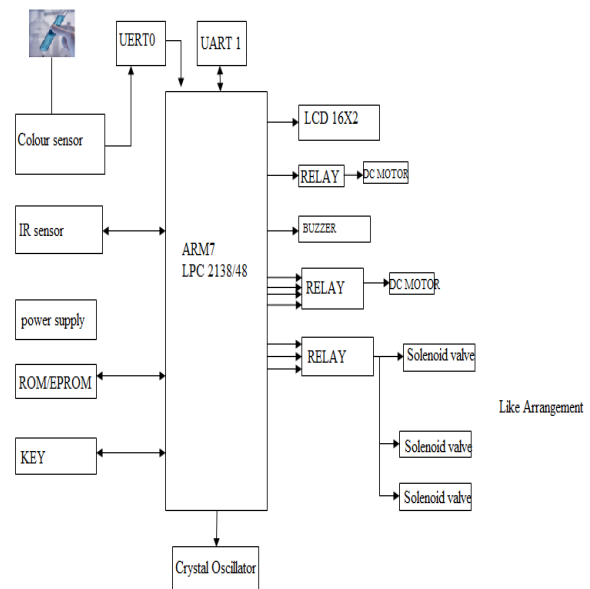 UERT0
UART 1
Colour sensor
LCD 16X2
RELAY
DC MOTOR
IR sensor
BUZZER
ARM7
LPC 2138/48
RELAY
DC MOTOR
power supply
RELAY
Solenoid valve
ROM/EPROM
Like Arrangement
KEY
Solenoid valve
Solenoid valve
Crystal Oscillator